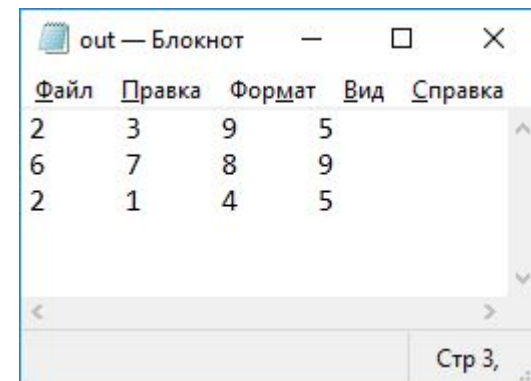 out — Блокнот
Файл Правка Формат Вид Справка
2 3 9 5
6 7 8 9
2 1 4 5
Стр 3,